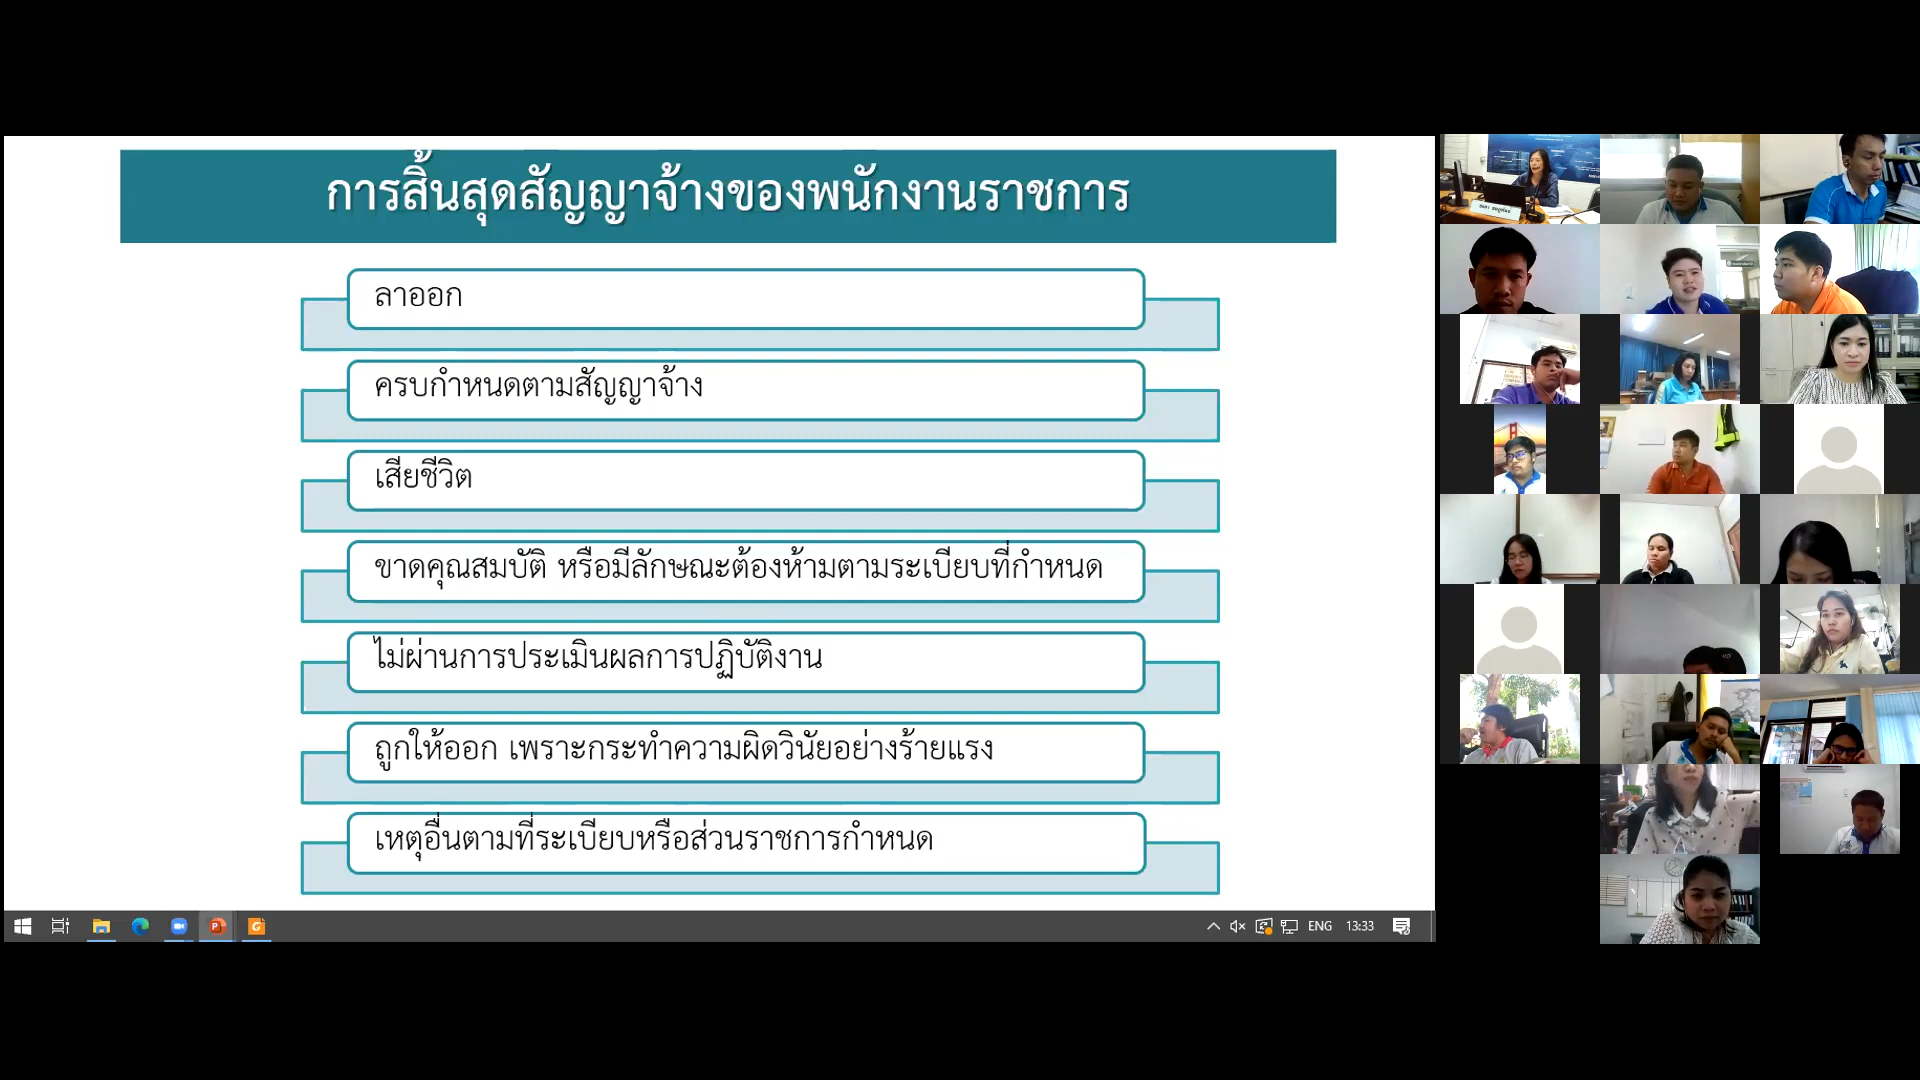 การสิ้นสุดสัญญาจ้างของพนักงานราชการ
ลาออก
ครบกำหนดตามสัญญาจ้าง
เสียชีวิต
ขาดคุณสมบัติ หรือมีลักษณะต้องห้ามตามระเบียบที่กำหนด
ไม่ผ่านการประเมินผลการปฏิบัติงาน
ถูกให้ออก เพราะกระทำความผิดวินัยอย่างร้ายแรง
เหตุอื่นตามที่ระเบียบหรือส่วนราชการกำหนด
ENG 13:33